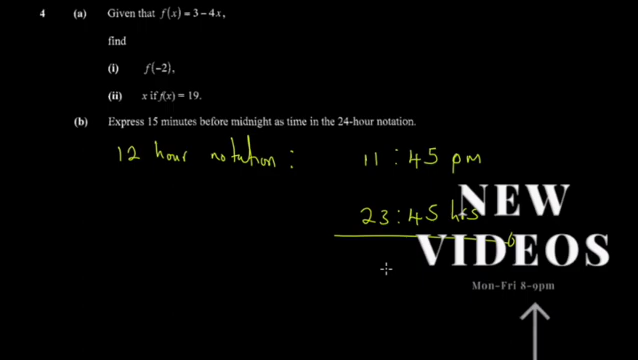 4 (a) Given that f(x) = 3 – 4x,
find
(i) f(–2),
(ii) x if f(x) = 19.
(b) Express 15 minutes before midnight as time in the 24-hour notation.
12 hour notation : 11 : 45 pm
23 : 45 hrs
NEW
VIDEOS
Mon-Fri 8-9pm